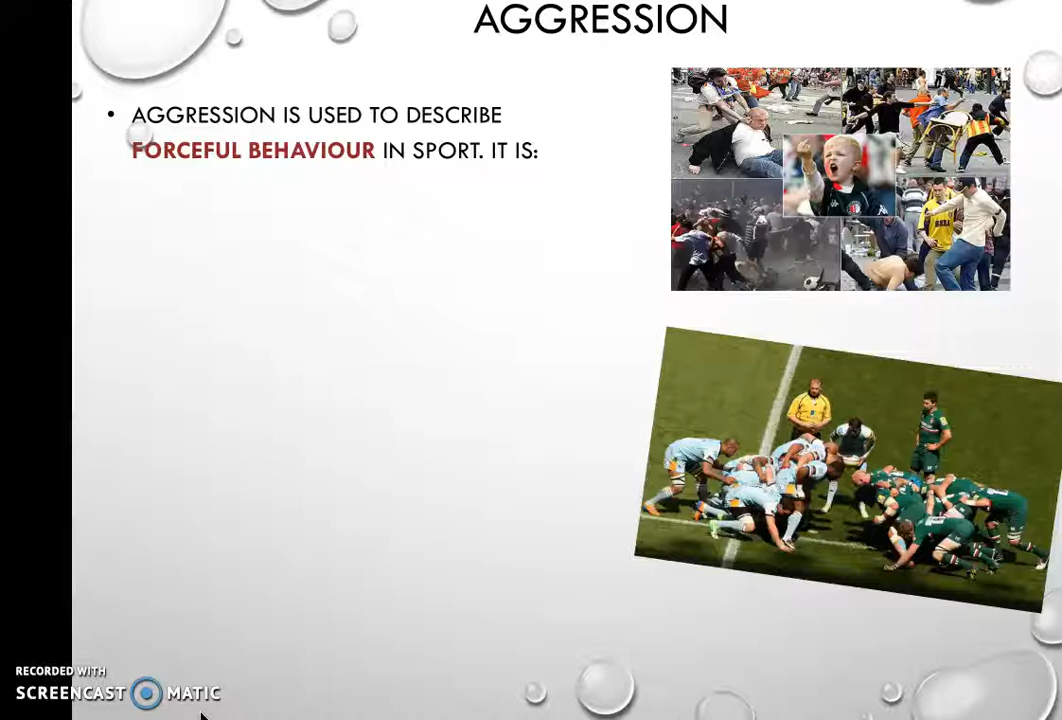 AGGRESSION
• AGGRESSION IS USED TO DESCRIBE
FORCEFUL BEHAVIOUR IN SPORT. IT IS:
RECORDED WITH
SCREENCAST MATIC